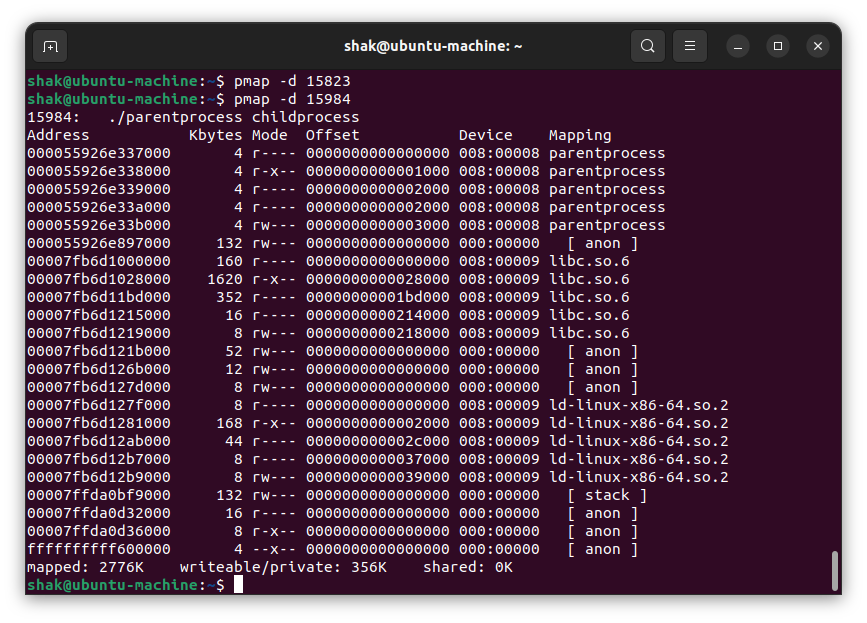 shak@ubuntu-machine: ~
shak@ubuntu-machine:~$ pmap -d 15823
shak@ubuntu-machine:~$ pmap -d 15984
15984:   ./parentprocess childprocess
Address           Kbytes Mode  Offset           Device    Mapping
000055926e337000       4 r---- 0000000000000000 008:00008 parentprocess
000055926e338000       4 r-x-- 0000000000001000 008:00008 parentprocess
000055926e339000       4 r---- 0000000000002000 008:00008 parentprocess
000055926e33a000       4 r---- 0000000000002000 008:00008 parentprocess
000055926e33b000       4 rw--- 0000000000003000 008:00008 parentprocess
000055926e897000     132 rw--- 0000000000000000 000:00000   [ anon ]
00007fb6d1000000     160 r---- 0000000000000000 008:00009 libc.so.6
00007fb6d1028000    1620 r-x-- 0000000000028000 008:00009 libc.so.6
00007fb6d11bd000     352 r---- 00000000001bd000 008:00009 libc.so.6
00007fb6d1215000      16 r---- 0000000000214000 008:00009 libc.so.6
00007fb6d1219000       8 rw--- 0000000000218000 008:00009 libc.so.6
00007fb6d121b000      52 rw--- 0000000000000000 000:00000   [ anon ]
00007fb6d126b000      12 rw--- 0000000000000000 000:00000   [ anon ]
00007fb6d127d000       8 rw--- 0000000000000000 000:00000   [ anon ]
00007fb6d127f000       8 r---- 0000000000000000 008:00009 ld-linux-x86-64.so.2
00007fb6d1281000     168 r-x-- 0000000000002000 008:00009 ld-linux-x86-64.so.2
00007fb6d12ab000      44 r---- 000000000002c000 008:00009 ld-linux-x86-64.so.2
00007fb6d12b7000       8 r---- 0000000000037000 008:00009 ld-linux-x86-64.so.2
00007fb6d12b9000       8 rw--- 0000000000039000 008:00009 ld-linux-x86-64.so.2
00007ffda0bf9000     132 rw--- 0000000000000000 000:00000   [ stack ]
00007ffda0d32000      16 r---- 0000000000000000 000:00000   [ anon ]
00007ffda0d36000       8 r-x-- 0000000000000000 000:00000   [ anon ]
ffffffffff600000       4 --x-- 0000000000000000 000:00000   [ anon ]
mapped: 2776K    writeable/private: 356K    shared: 0K
shak@ubuntu-machine:~$